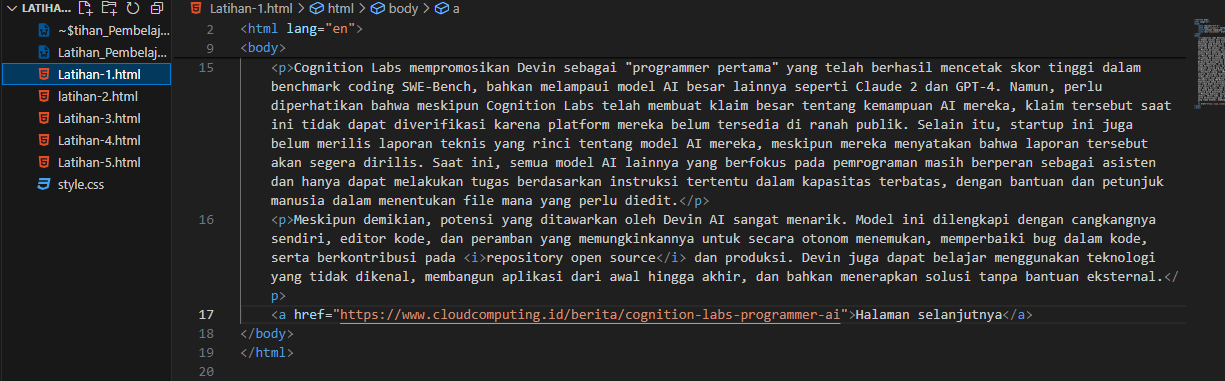 LATIHA...
Latihan-1.html > html > body > a
~$tihan_Pembelaj...
Latihan_Pembelaj...
Latihan-1.html
latihan-2.html
Latihan-3.html
Latihan-4.html
Latihan-5.html
style.css
2 <html lang="en">
9 <body>
15 <p>Cognition Labs mempromosikan Devin sebagai "programmer pertama" yang telah berhasil mencetak skor tinggi dalam
benchmark coding SWE-Bench, bahkan melampaui model AI besar lainnya seperti Claude 2 dan GPT-4. Namun, perlu
diperhatikan bahwa meskipun Cognition Labs telah membuat klaim besar tentang kemampuan AI mereka, klaim tersebut saat
ini tidak dapat diverifikasi karena platform mereka belum tersedia di ranah publik. Selain itu, startup ini juga
belum merilis laporan teknis yang rinci tentang model AI mereka, meskipun mereka menyatakan bahwa laporan tersebut
akan segera dirilis. Saat ini, semua model AI lainnya yang berfokus pada pemrograman masih berperan sebagai asisten
dan hanya dapat melakukan tugas berdasarkan instruksi tertentu dalam kapasitas terbatas, dengan bantuan dan petunjuk
manusia dalam menentukan file mana yang perlu diedit.</p>
16 <p>Meskipun demikian, potensi yang ditawarkan oleh Devin AI sangat menarik. Model ini dilengkapi dengan cangkangnya
sendiri, editor kode, dan peramban yang memungkinkannya untuk secara otonom menemukan, memperbaiki bug dalam kode,
serta berkontribusi pada <i>repository open source</i> dan produksi. Devin juga dapat belajar menggunakan teknologi
yang tidak dikenal, membangun aplikasi dari awal hingga akhir, dan bahkan menerapkan solusi tanpa bantuan eksternal.</
p>
17 <a href="https://www.cloudcomputing.id/berita/cognition-labs-programmer-ai">Halaman selanjutnya</a>
18 </body>
19 </html>
20